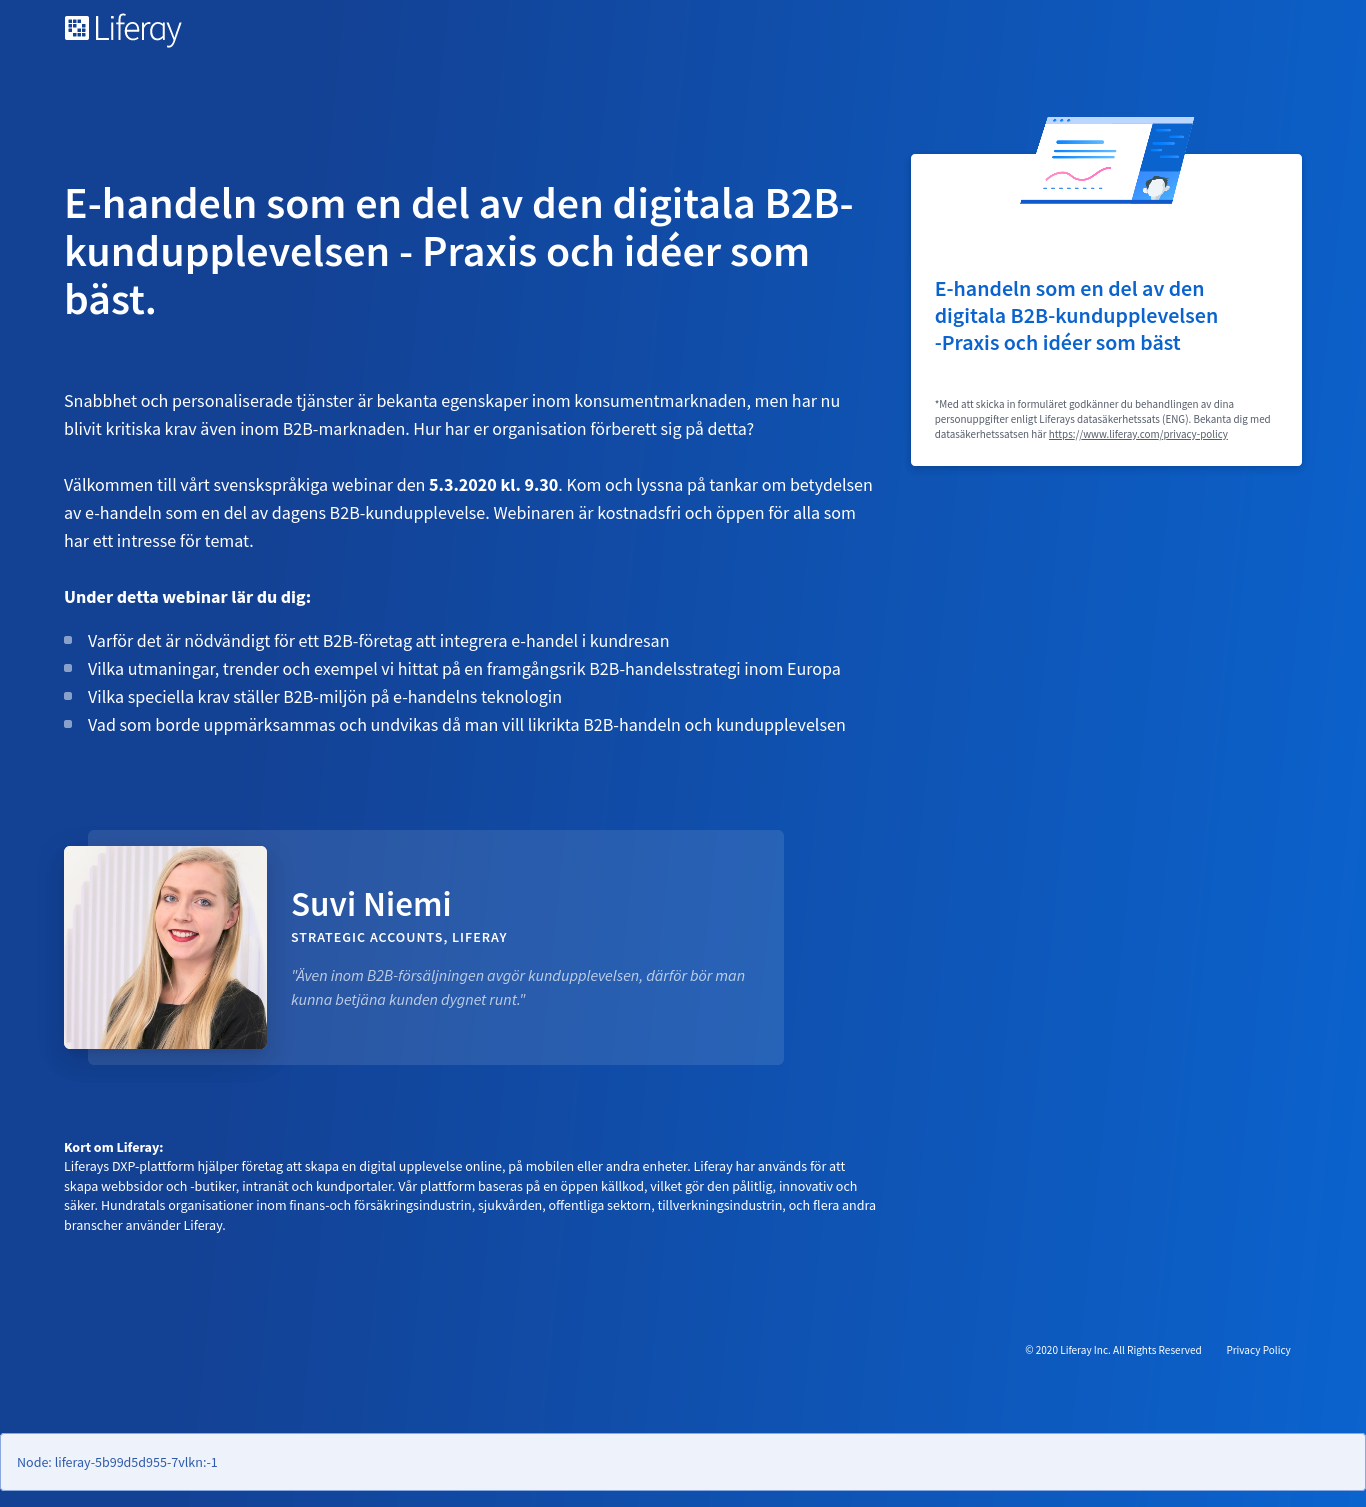 Liferay
E-handeln som en del av den digitala B2B-
kundupplevelsen - Praxis och idéer som
bäst.
Snabbhet och personaliserade tjänster är bekanta egenskaper inom konsumentmarknaden, men har nu
blivit kritiska krav även inom B2B-marknaden. Hur har er organisation förberett sig på detta?
Välkommen till vårt svenskspråkiga webinar den 5.3.2020 kl. 9.30. Kom och lyssna på tankar om betydelsen
av e-handeln som en del av dagens B2B-kundupplevelse. Webinaren är kostnadsfri och öppen för alla som
har ett intresse för temat.
Under detta webinar lär du dig:
Varför det är nödvändigt för ett B2B-företag att integrera e-handel i kundresan
Vilka utmaningar, trender och exempel vi hittat på en framgångsrik B2B-handelsstrategi inom Europa
Vilka speciella krav ställer B2B-miljön på e-handelns teknologin
Vad som borde uppmärksammas och undvikas då man vill likrikta B2B-handeln och kundupplevelsen
E-handeln som en del av den
digitala B2B-kundupplevelsen
-Praxis och idéer som bäst
*Med att skicka in formuläret godkänner du behandlingen av dina
personuppgifter enligt Liferays datasäkerhetssats (ENG). Bekanta dig med
datasäkerhetssatsen här https://www.liferay.com/privacy-policy
Suvi Niemi
STRATEGIC ACCOUNTS, LIFERAY
"Även inom B2B-försäljningen avgör kundupplevelsen, därför bör man
kunna betjäna kunden dygnet runt."
Kort om Liferay:
Liferays DXP-plattform hjälper företag att skapa en digital upplevelse online, på mobilen eller andra enheter. Liferay har används för att
skapa webbsidor och -butiker, intranät och kundportaler. Vår plattform baseras på en öppen källkod, vilket gör den pålitlig, innovativ och
säker. Hundratals organisationer inom finans-och försäkringsindustrin, sjukvården, offentliga sektorn, tillverkningsindustrin, och flera andra
branscher använder Liferay.
© 2020 Liferay Inc. All Rights Reserved Privacy Policy
Node: liferay-5b99d5d955-7vlkn:-1